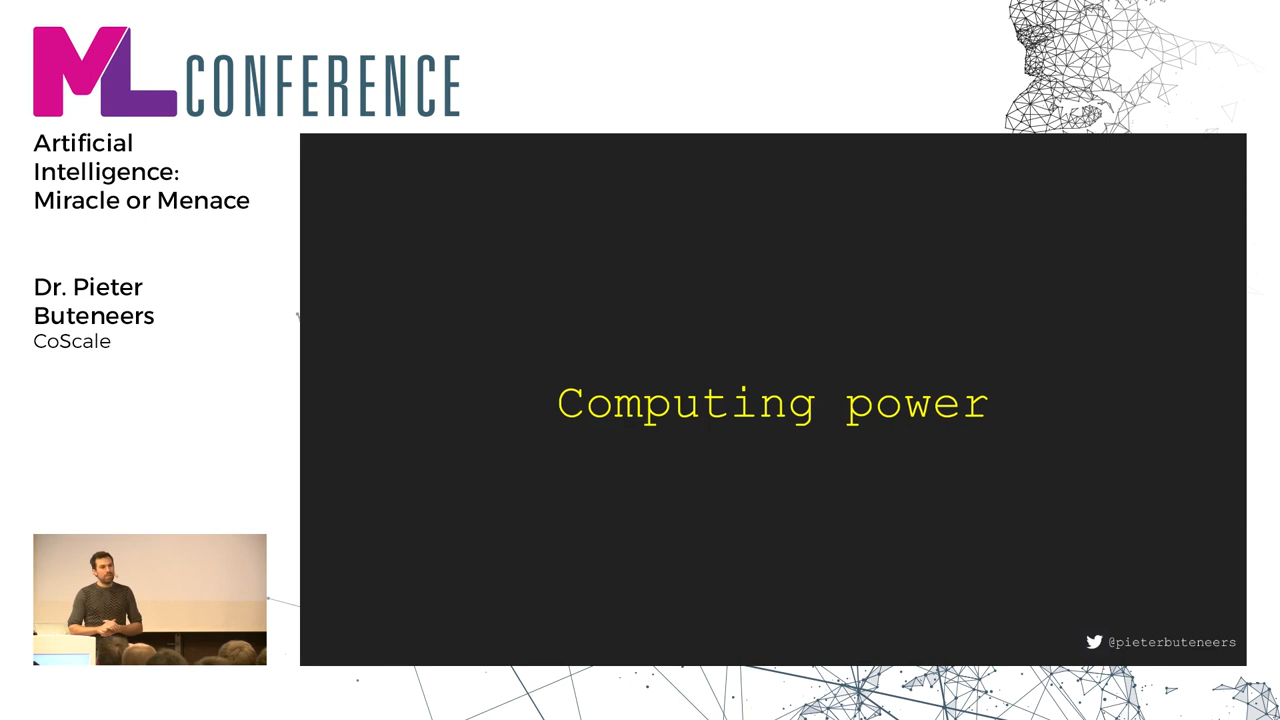 ML CONFERENCE
Artificial
Intelligence:
Miracle or Menace
Dr. Pieter
Buteneers
CoScale
Computing power
@pieterbuteneers